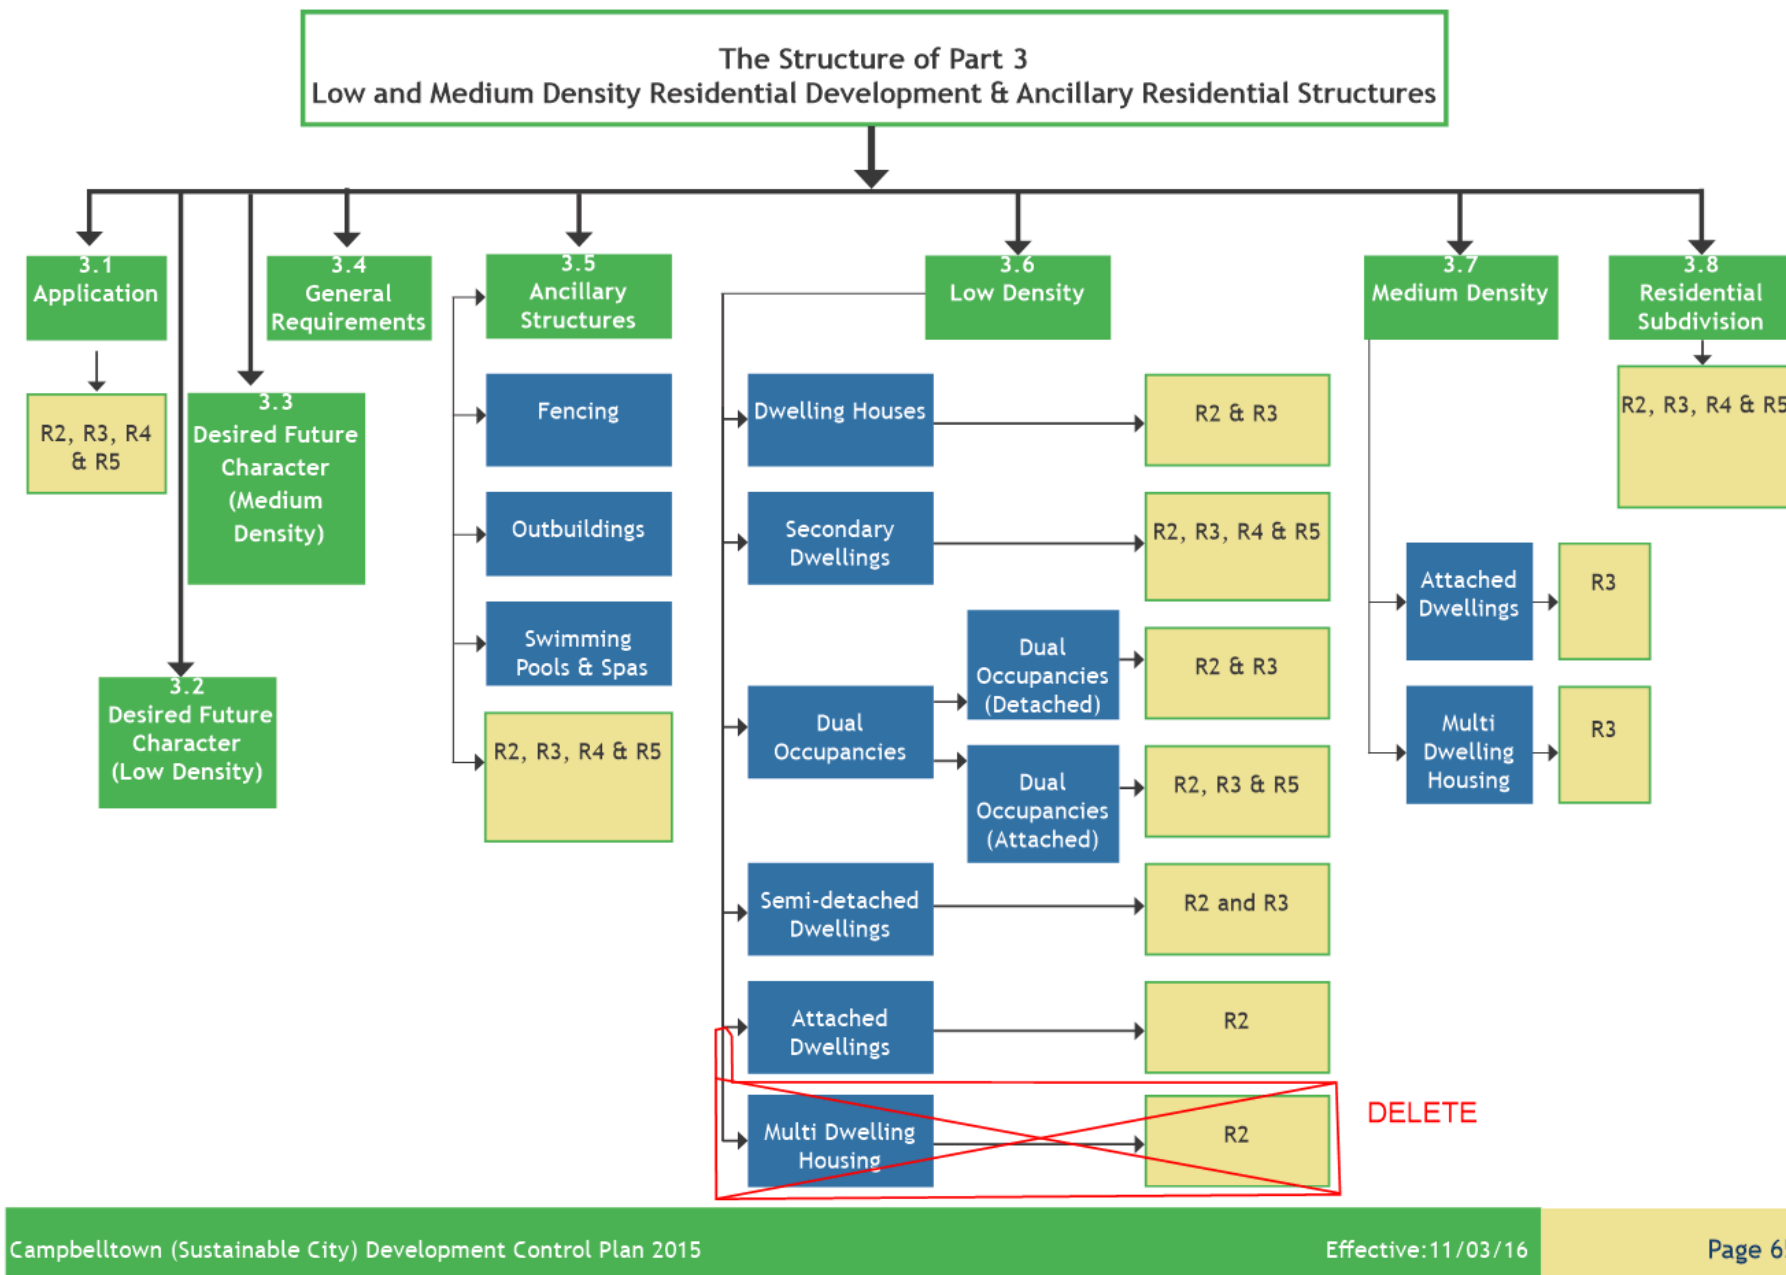 The Structure of Part 3
Low and Medium Density Residential Development & Ancillary Residential Structures
3.1
Application
R2, R3, R4
& R5
3.2
Desired Future
Character
(Low Density)
3.3
Desired Future
Character
(Medium
Density)
3.4
General
Requirements
3.5
Ancillary
Structures
Fencing
Outbuildings
Swimming
Pools & Spas
R2, R3, R4 & R5
3.6
Low Density
Dwelling Houses
R2 & R3
Secondary
Dwellings
R2, R3, R4 & R5
Dual
Occupancies
Dual
Occupancies
(Detached)
R2 & R3
Dual
Occupancies
(Attached)
R2, R3 & R5
Semi-detached
Dwellings
R2 and R3
Attached
Dwellings
R2
Multi Dwelling
Housing
R2
DELETE
3.7
Medium Density
Attached
Dwellings
R3
Multi
Dwelling
Housing
R3
3.8
Residential
Subdivision
R2, R3, R4 & R5
Campbelltown (Sustainable City) Development Control Plan 2015
Effective:11/03/16
Page